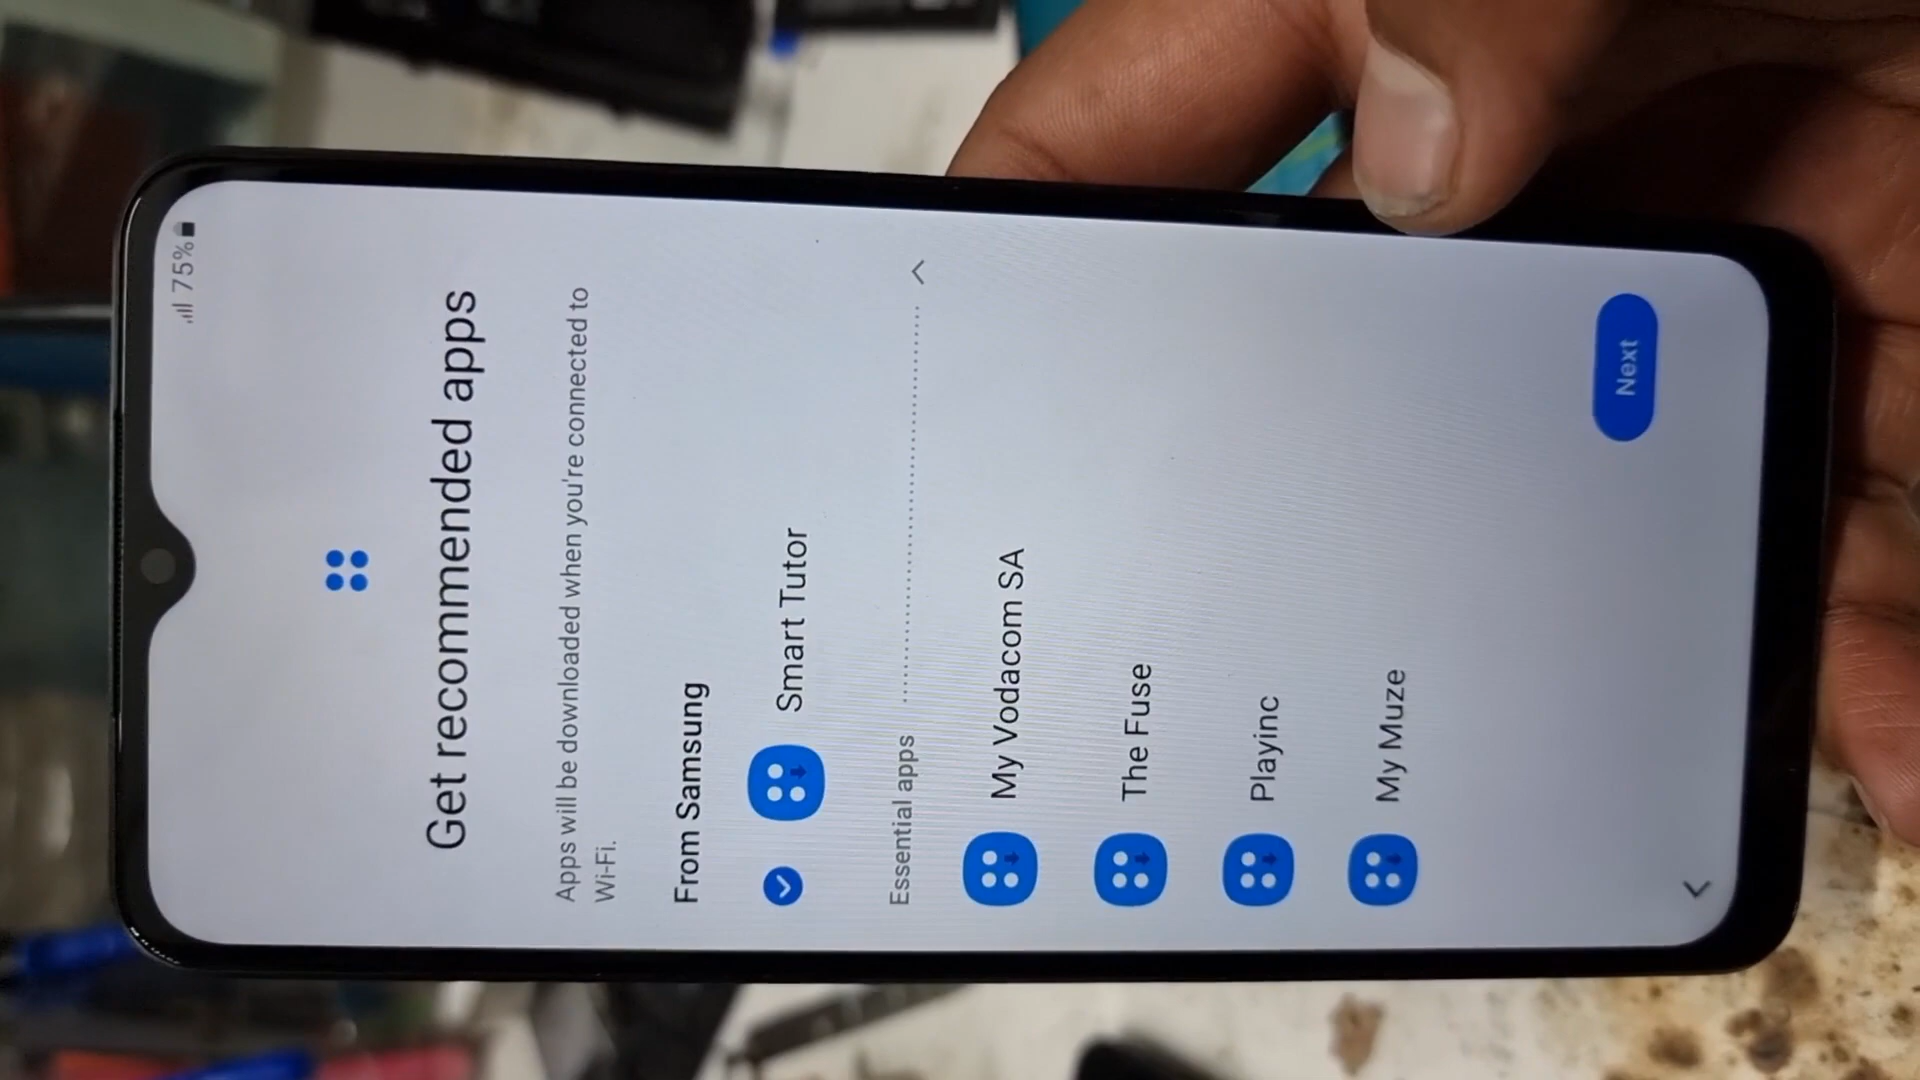 75%
Get recommended apps
Apps will be downloaded when you're connected to
Wi-Fi.
From Samsung
Smart Tutor
Essential apps
My Vodacom SA
The Fuse
Playinc
My Muze
Next